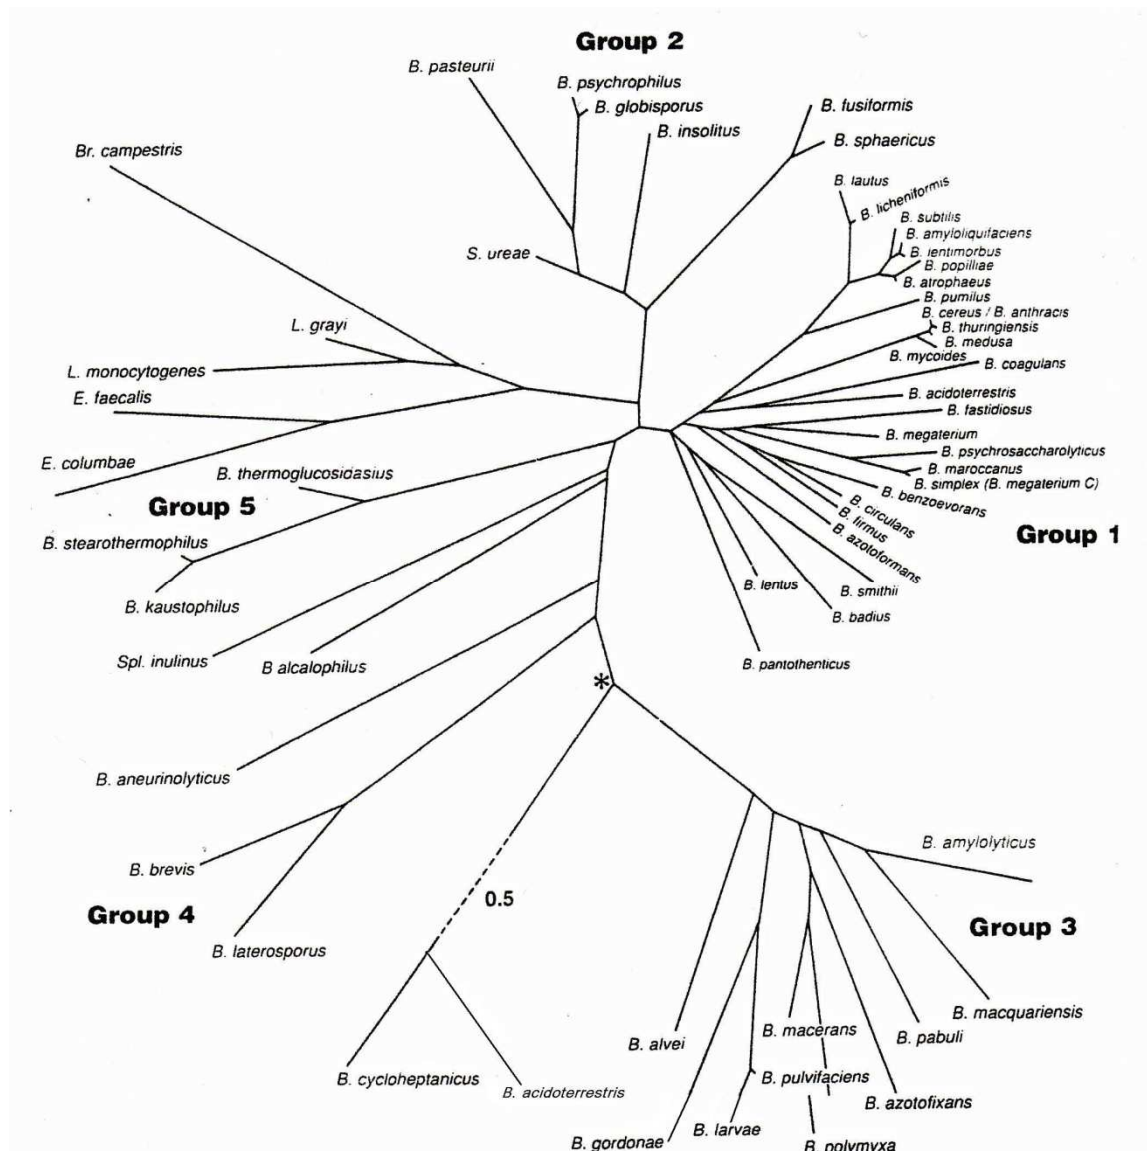 Group 2
B. pasteurii
B. psychrophilus
B. globisporus
B. insolitus
B. fusiformis
B. sphaericus
Br. campestris
B. lautus
B. licheniformis
B. subtilis
B. amyloliquifaciens
B. lentimorbus
B. popilliae
B. atrophaeus
B. pumilus
B. cereus / B. anthracis
B. thuringiensis
B. medusa
B. mycoides
B. coagulans
B. acidoterrestris
B. fastidiosus
B. megaterium
B. psychrosaccharolyticus
B. maroccanus
B. simplex (B. megaterium C)
B. benzoevorans
B. circulans
B. firmus
B. azotoformans
Group 1
B. smithii
B. lentus
B. badius
B. pantothenticus
S. ureae
L. grayi
L. monocytogenes
E. faecalis
E. columbae
B. thermoglucosidasius
Group 5
B. stearothermophilus
B. kaustophilus
Spl. inulinus
B alcalophilus
*
B. aneurinolyticus
B. brevis
Group 4
B. laterosporus
0.5
B. cycloheptanicus
B. acidoterrestris
B. amylolyticus
Group 3
B. macquariensis
B. pabuli
B. macerans
B. alvei
B. pulvifaciens
B. azotofixans
B. larvae
B. gordonae
B. polymyxa